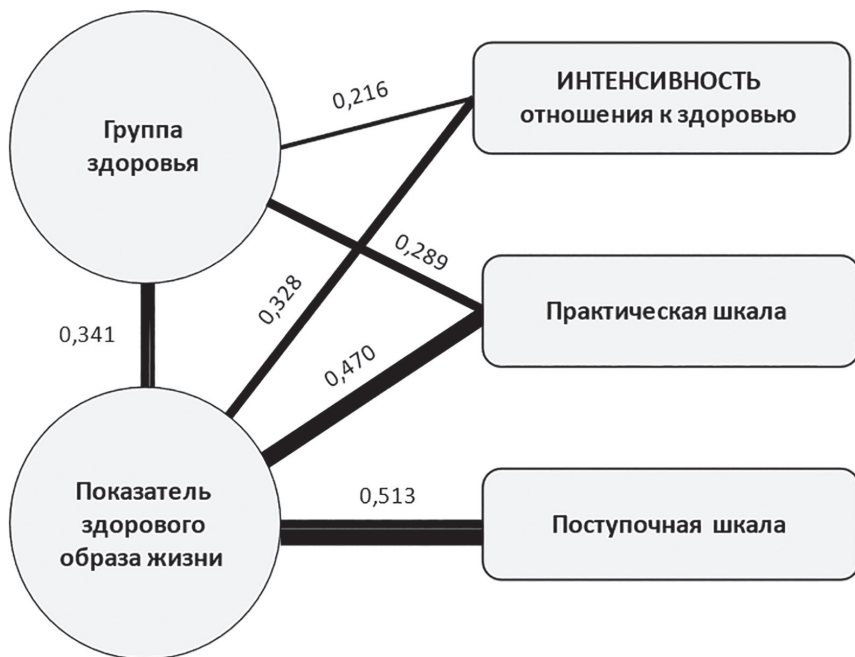 Группа
здоровья
0,216
ИНТЕНСИВНОСТЬ
отношения к здоровью
0,289
0,328
0,341
Практическая шкала
0,470
Показатель
здорового
образа жизни
0,513
Поступочная шкала